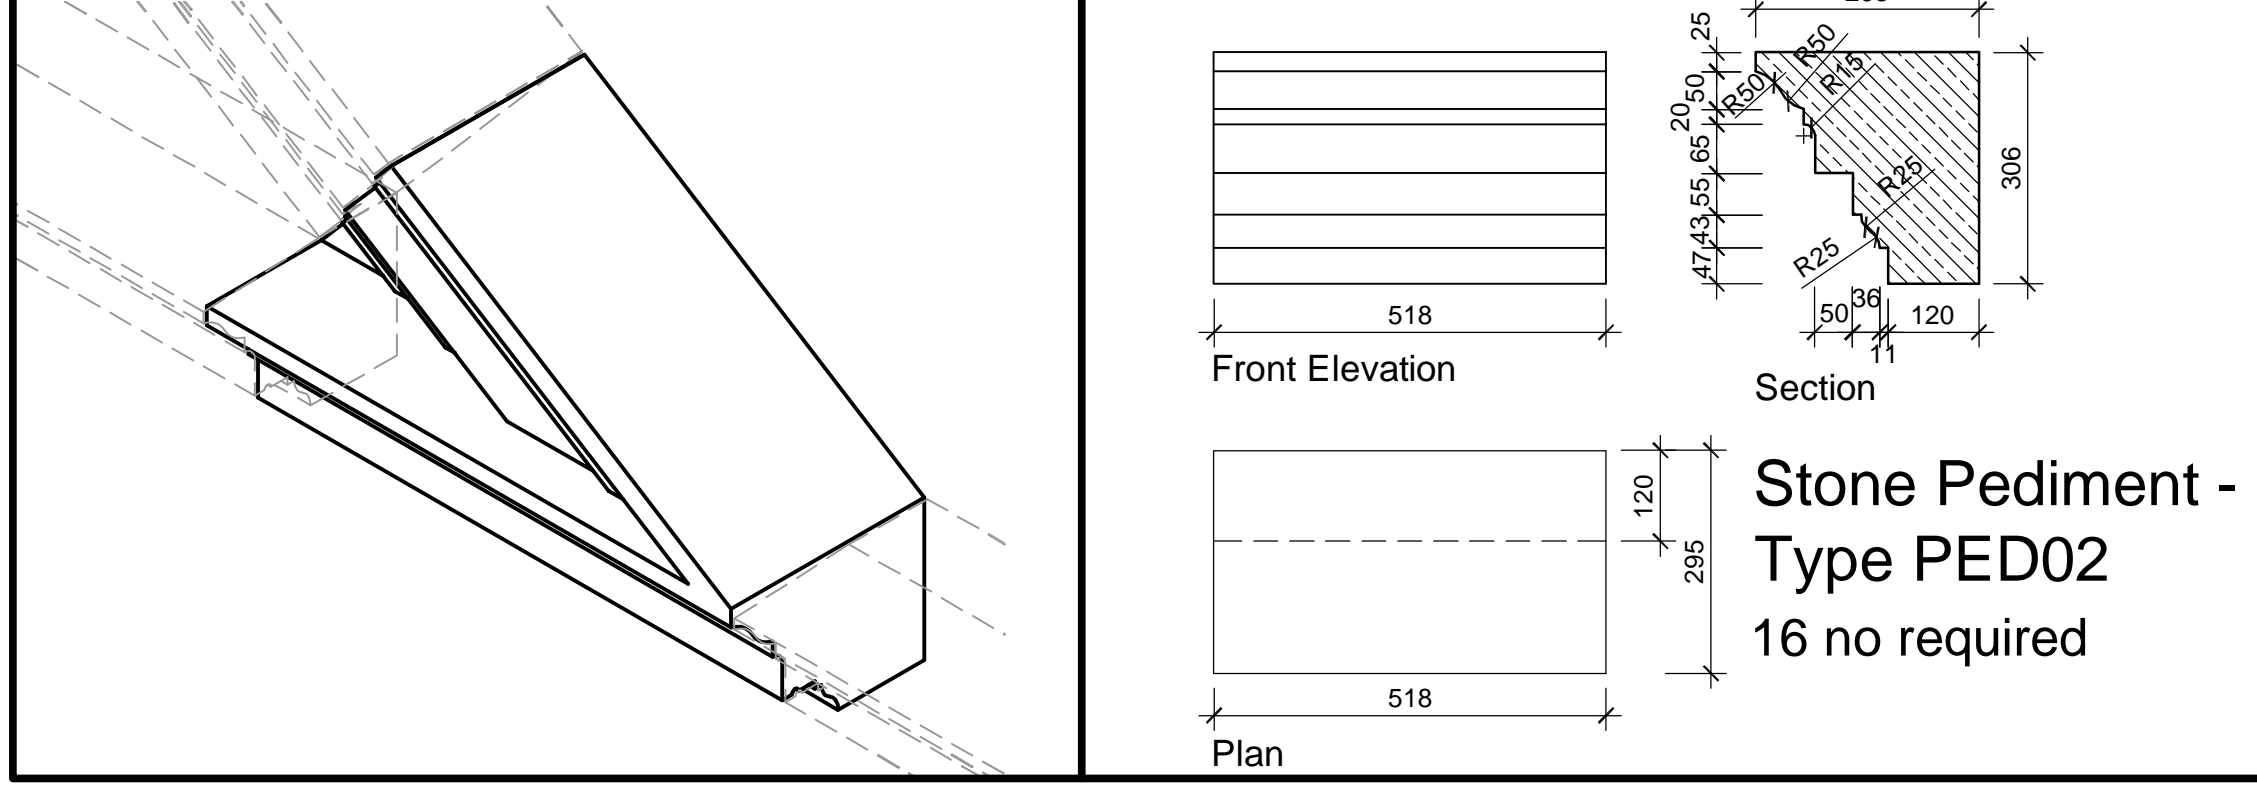 25
50
20
65
55
43
47
R50
R50
R15
R25
R25
306
50
36
11
120
518
Front Elevation
Section
120
295
518
Plan
Stone Pediment -
Type PED02
16 no required